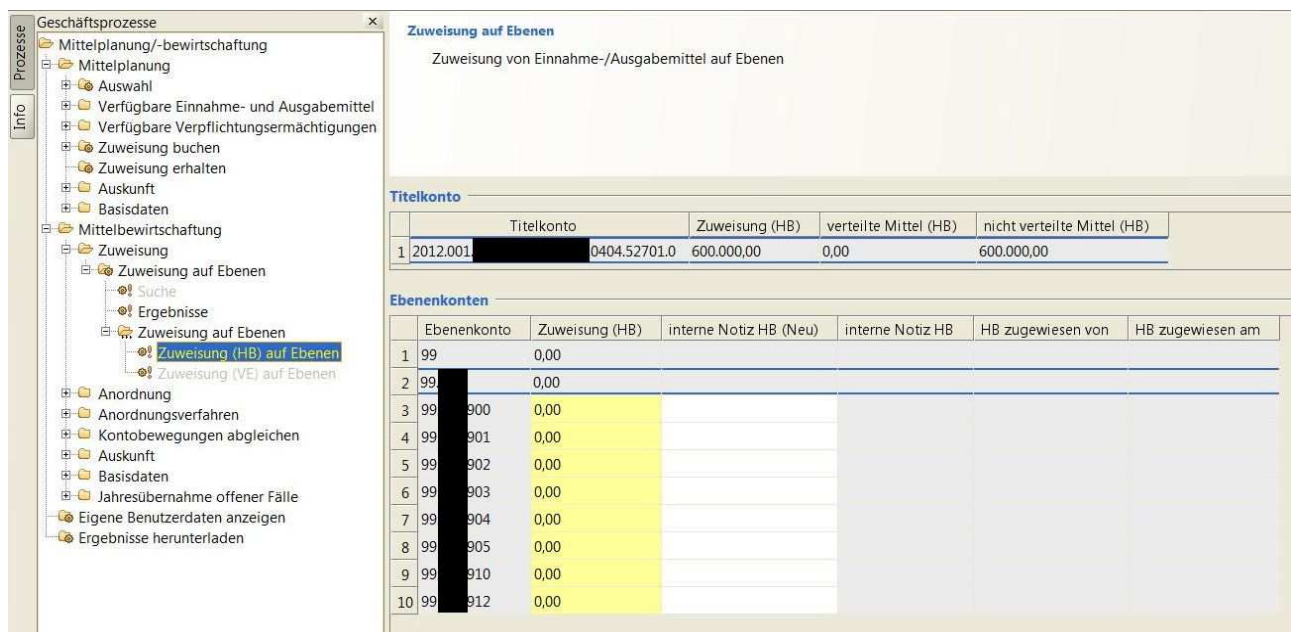 Prozesse
Info
Geschäftsprozesse ×
Mittelplanung/-bewirtschaftung
Mittelplanung
Auswahl
Verfügbare Einnahme- und Ausgabemittel
Verfügbare Verpflichtungsermächtigungen
Zuweisung buchen
Zuweisung erhalten
Auskunft
Basisdaten
Mittelbewirtschaftung
Zuweisung
Zuweisung auf Ebenen
Suche
Ergebnisse
Zuweisung auf Ebenen
Zuweisung (HB) auf Ebenen
Zuweisung (VE) auf Ebenen
Anordnung
Anordnungsverfahren
Kontobewegungen abgleichen
Auskunft
Basisdaten
Jahresübernahme offener Fälle
Eigene Benutzerdaten anzeigen
Ergebnisse herunterladen
Zuweisung auf Ebenen
Zuweisung von Einnahme-/Ausgabemittel auf Ebenen
Titelkonto
Titelkonto Zuweisung (HB) verteilte Mittel (HB) nicht verteilte Mittel (HB)
1 2012.001. 0404.52701.0 600.000,00 0,00 600.000,00
Ebenenkonten
Ebenenkonto Zuweisung (HB) interne Notiz HB (Neu) interne Notiz HB HB zugewiesen von HB zugewiesen am
1 99 0,00
2 99. 0,00
3 99 900 0,00
4 99 901 0,00
5 99 902 0,00
6 99 903 0,00
7 99 904 0,00
8 99 905 0,00
9 99 910 0,00
10 99 912 0,00